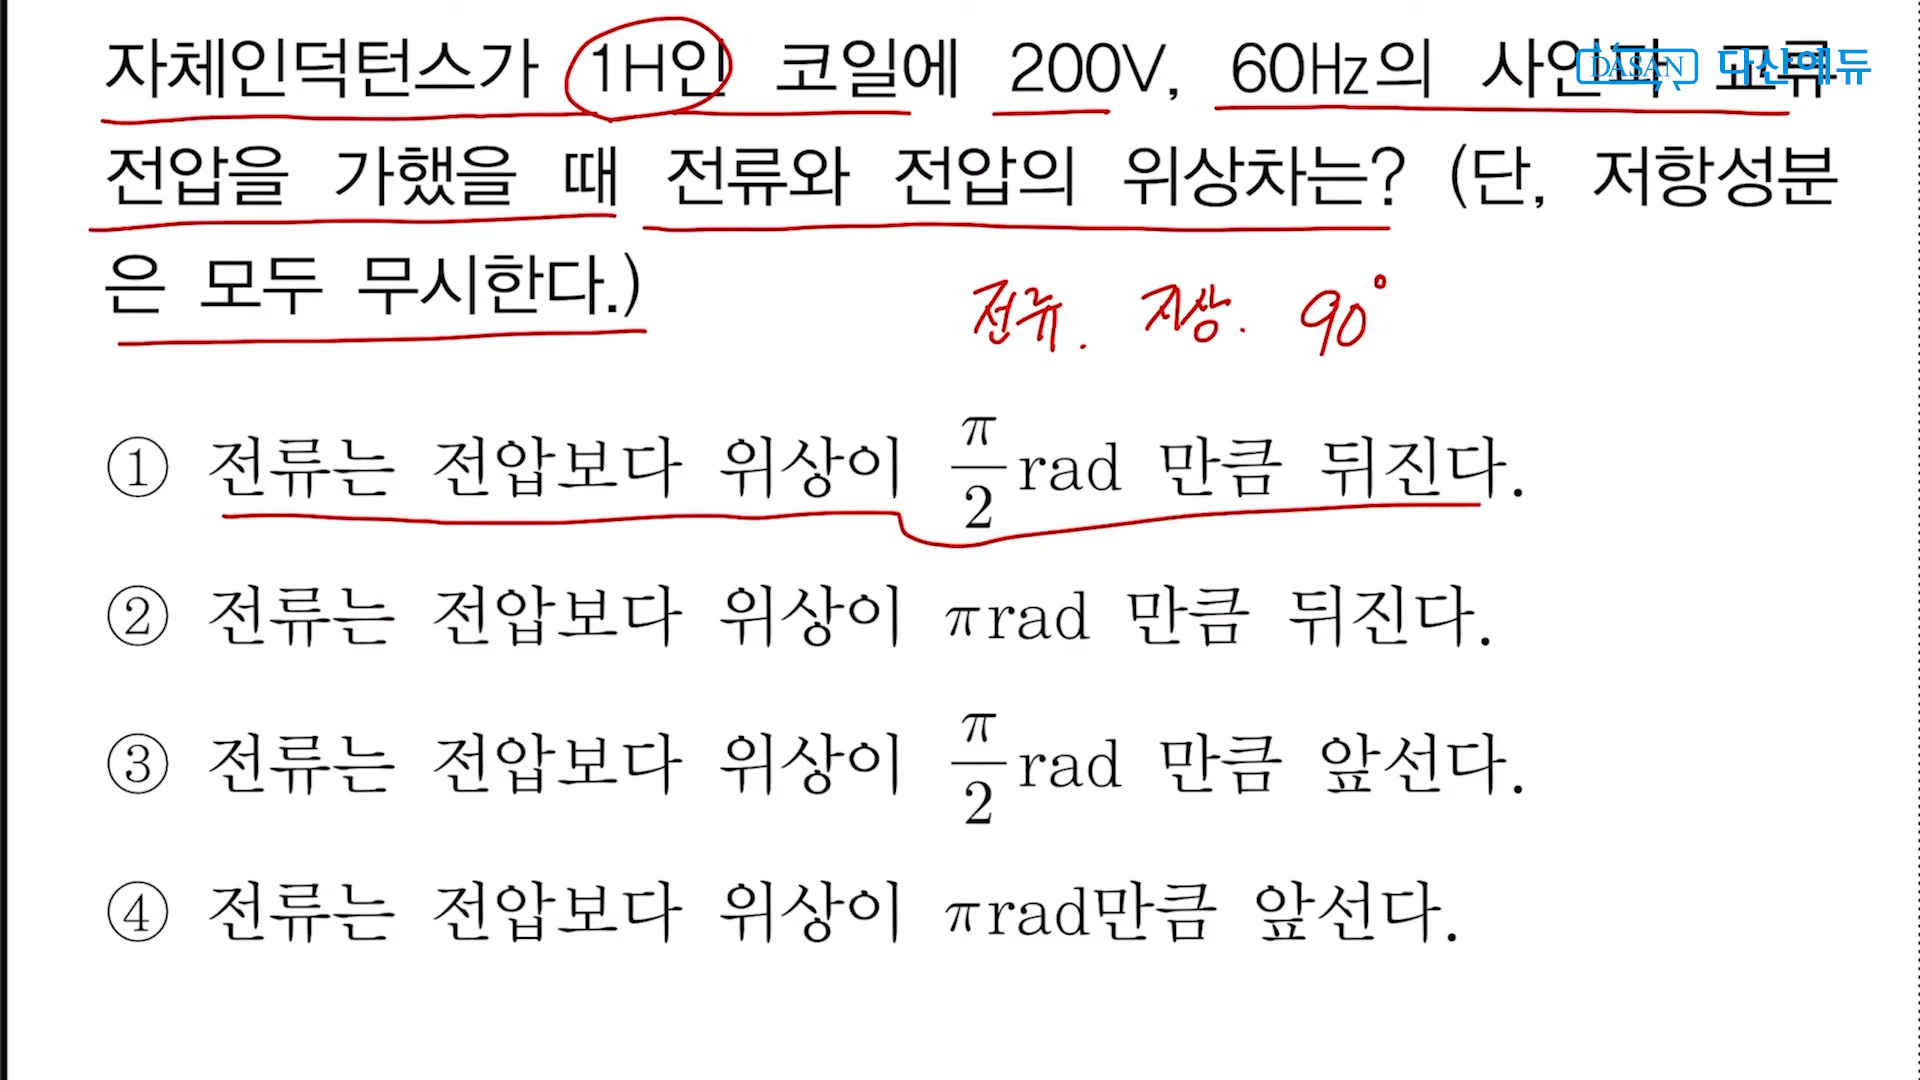 자체인덕턴스가 1H인 코일에 200V, 60Hz의 사인파 교류
DASAN 다산에듀
전압을 가했을 때 전류와 전압의 위상차는? (단, 저항성분
은 모두 무시한다.)
전류. 지상. 90°
① 전류는 전압보다 위상이 π/2 rad 만큼 뒤진다.
② 전류는 전압보다 위상이 πrad 만큼 뒤진다.
③ 전류는 전압보다 위상이 π/2 rad 만큼 앞선다.
④ 전류는 전압보다 위상이 πrad만큼 앞선다.